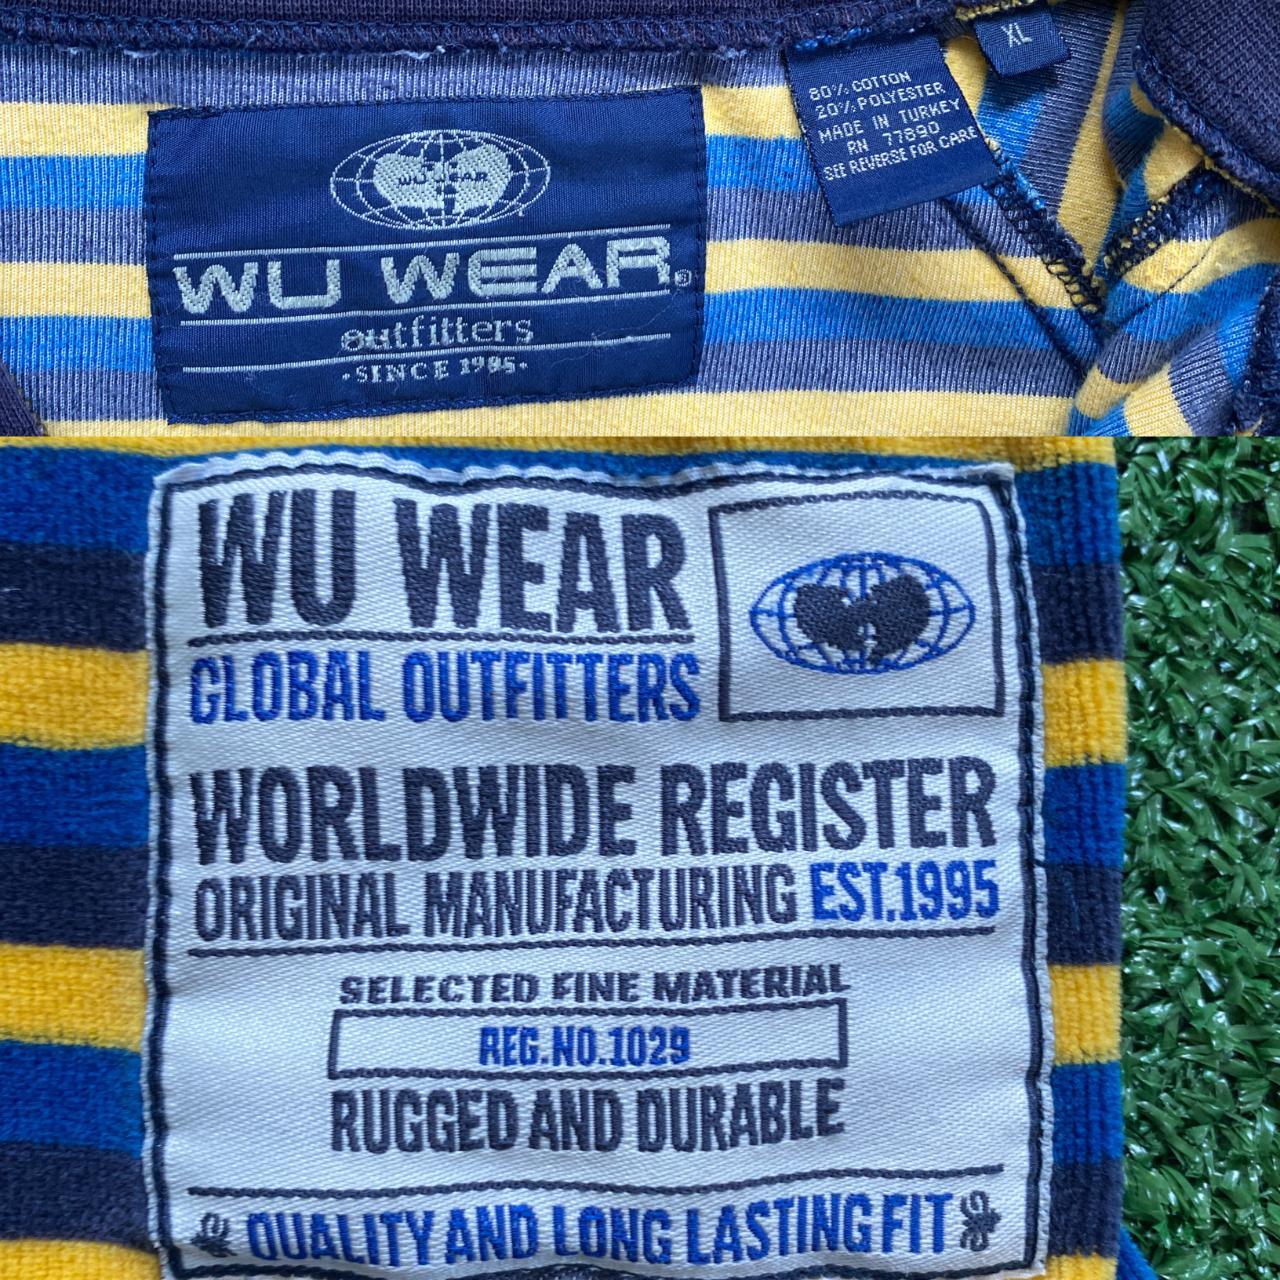 XL
80% COTTON
20% POLYESTER
MADE IN TURKEY
RN 77890
SEE REVERSE FOR CARE
WU WEAR
WU WEAR®
outfitters
·SINCE 1995·
WU WEAR
GLOBAL OUTFITTERS
WORLDWIDE REGISTER
ORIGINAL MANUFACTURING EST.1995
SELECTED FINE MATERIAL
REG.NO.1029
RUGGED AND DURABLE
QUALITY AND LONG LASTING FIT